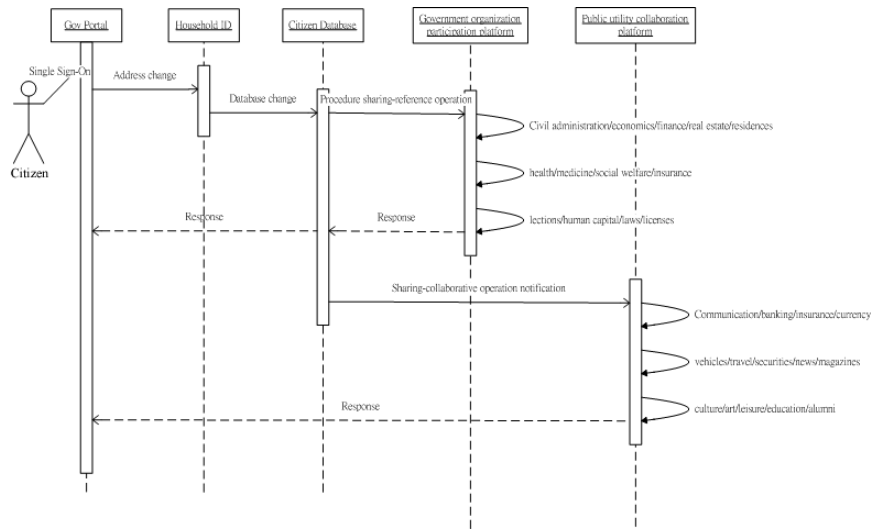 Gov Portal
Household ID
Citizen Database
Government organization
participation platform
Public utility collaboration
platform
Single Sign-On
Address change
Database change
Procedure sharing-reference operation
Civil administration/economics/finance/real estate/residences
Citizen
health/medicine/social welfare/insurance
Response
Response
lections/human capital/laws/licenses
Sharing-collaborative operation notification
Communication/banking/insurance/currency
vehicles/travel/securities/news/magazines
Response
culture/art/leisure/education/alumni